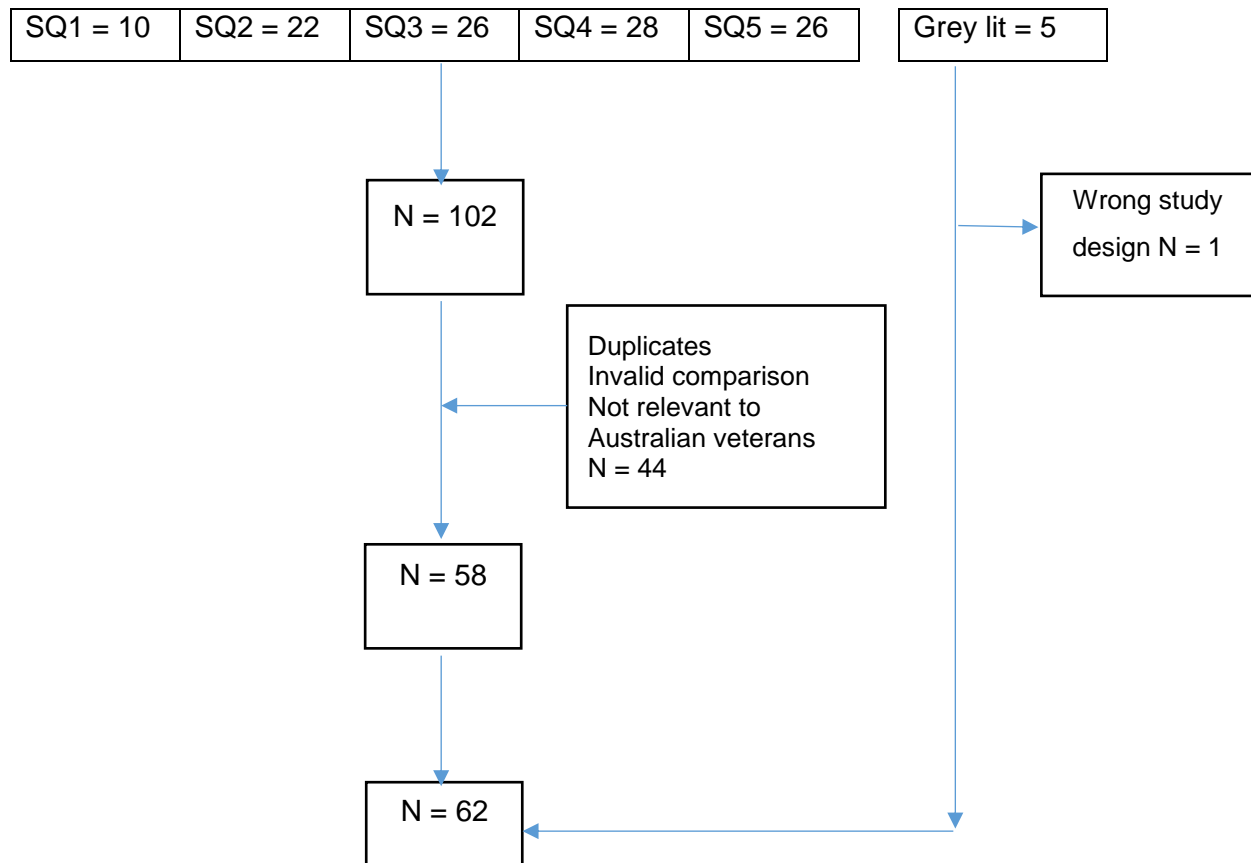 SQ1 = 10 SQ2 = 22 SQ3 = 26 SQ4 = 28 SQ5 = 26 Grey lit = 5
N = 102
Wrong study
design N = 1
Duplicates
Invalid comparison
Not relevant to
Australian veterans
N = 44
N = 58
N = 62